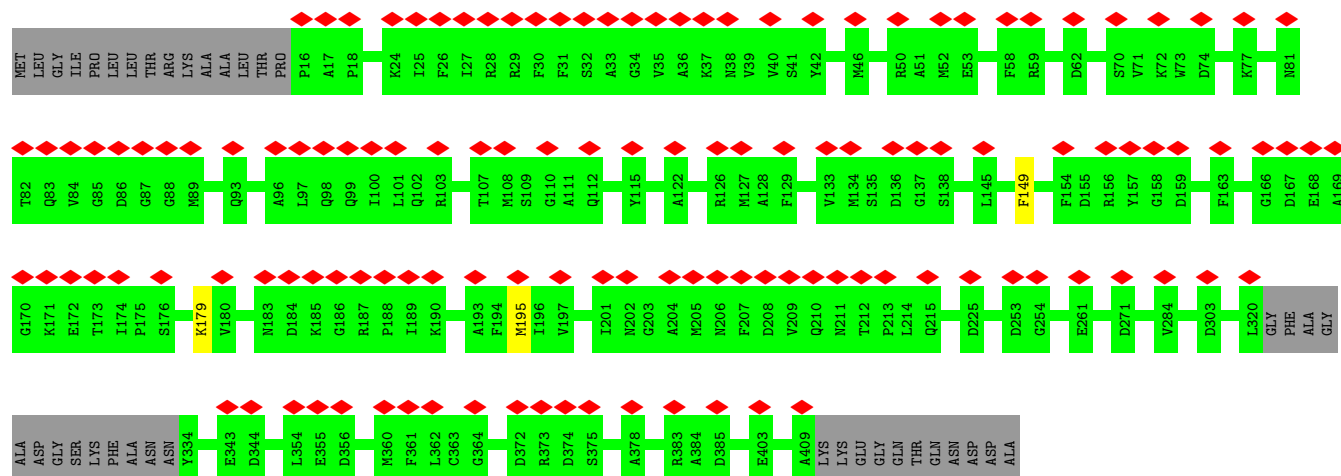 MET LEU GLY ILE PRO LEU LEU THR ARG LYS ALA ALA LEU THR PRO P16 A17 P18 K24 I25 F26 I27 R28 R29 F30 F31 S32 A33 G34 V35 A36 K37 N38 V39 V40 S41 Y42 M46 R50 A51 M52 E53 F58 R59 D62 S70 V71 K72 W73 D74 K77 N81
T82 Q83 V84 G85 D86 G87 G88 M89 Q93 A96 L97 Q98 Q99 I100 L101 Q102 R103 T107 M108 S109 G110 A111 Q112 Y115 A122 R126 M127 A128 F129 V133 M134 S135 D136 G137 S138 L145 F149 F154 D155 R156 Y157 G158 D159 F163 G166 D167 E168 A169
G170 K171 E172 T173 I174 P175 S176 K179 V180 N183 D184 K185 G186 R187 P188 I189 K190 A193 F194 M195 I196 V197 I201 N202 G203 A204 M205 N206 F207 D208 V209 Q210 N211 T212 P213 L214 Q215 D225 D253 G254 E261 D271 V284 D303 L320 GLY PHE ALA GLY
ALA ASP GLY SER LYS PHE ALA ASN ASN Y334 E343 D344 L354 E355 D356 M360 F361 L362 C363 G364 D372 R373 D374 S375 A378 R383 A384 D385 E403 A409 LYS LYS GLU GLY GLN THR GLN ASN ASP ASP ALA